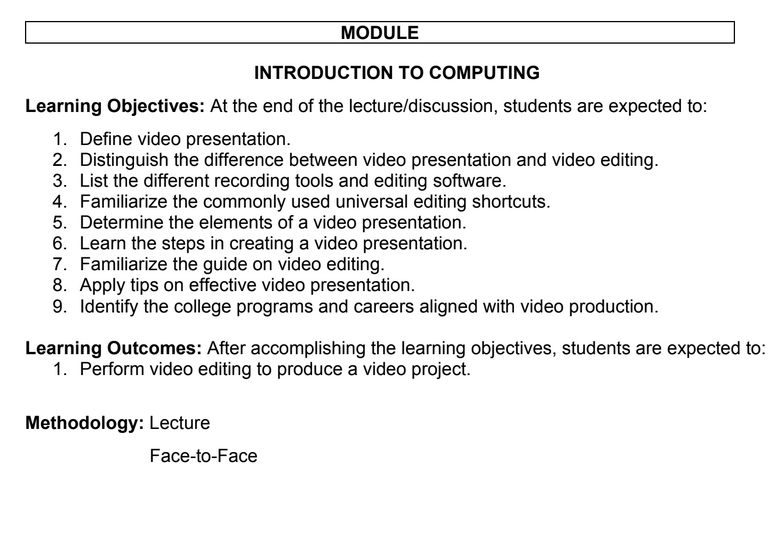 MODULE
INTRODUCTION TO COMPUTING
Learning Objectives: At the end of the lecture/discussion, students are expected to:
1. Define video presentation.
2. Distinguish the difference between video presentation and video editing.
3. List the different recording tools and editing software.
4. Familiarize the commonly used universal editing shortcuts.
5. Determine the elements of a video presentation.
6. Learn the steps in creating a video presentation.
7. Familiarize the guide on video editing.
8. Apply tips on effective video presentation.
9. Identify the college programs and careers aligned with video production.
Learning Outcomes: After accomplishing the learning objectives, students are expected to:
1. Perform video editing to produce a video project.
Methodology: Lecture
Face-to-Face